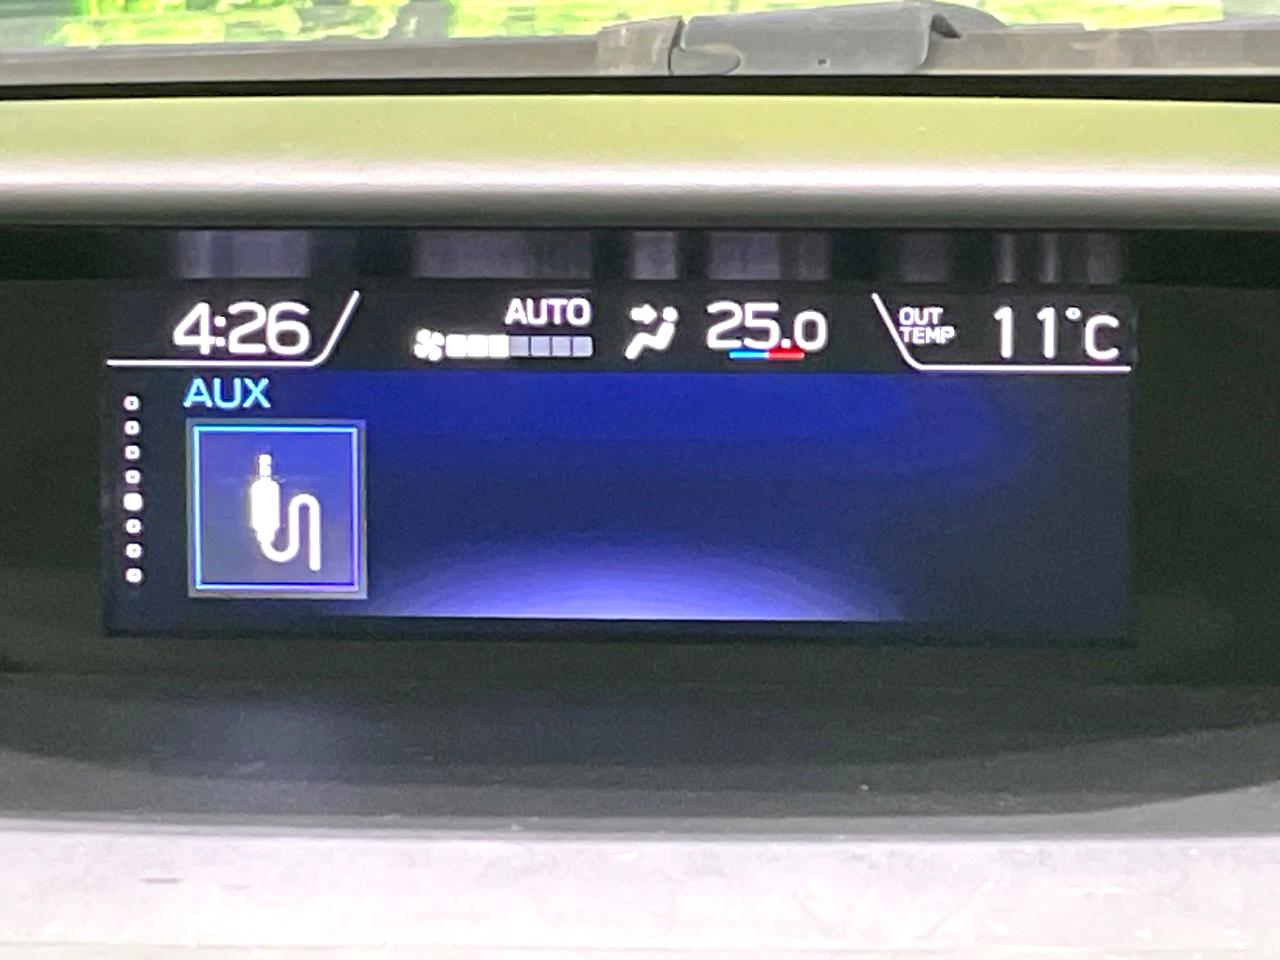 4:26
AUTO
25.0
OUT
TEMP
11°C
AUX